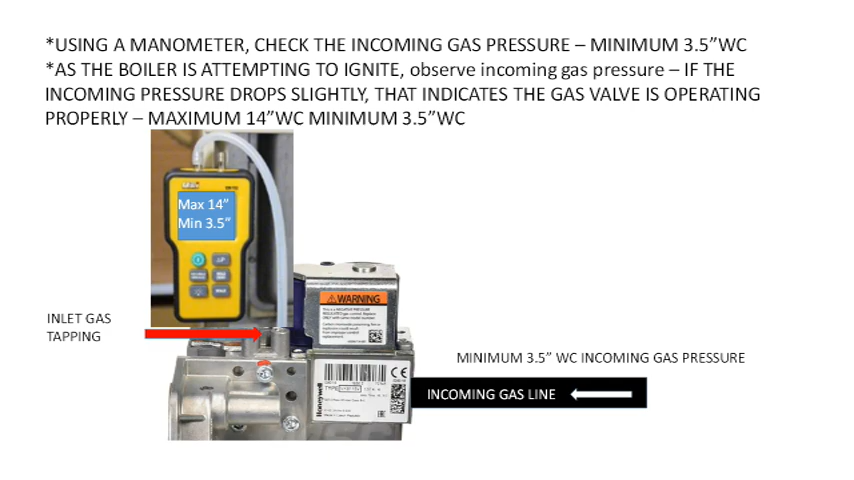 *USING A MANOMETER, CHECK THE INCOMING GAS PRESSURE – MINIMUM 3.5”WC
*AS THE BOILER IS ATTEMPTING TO IGNITE, observe incoming gas pressure – IF THE
INCOMING PRESSURE DROPS SLIGHTLY, THAT INDICATES THE GAS VALVE IS OPERATING
PROPERLY – MAXIMUM 14”WC MINIMUM 3.5”WC
Max 14”
Min 3.5”
WARNING
INLET GAS
TAPPING
MINIMUM 3.5” WC INCOMING GAS PRESSURE
Honeywell
CE
INCOMING GAS LINE